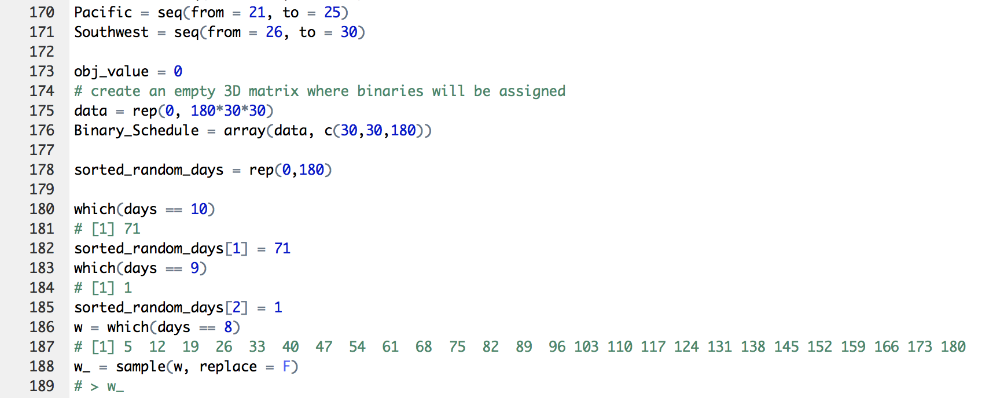 170 Pacific = seq(from = 21, to = 25)
171 Southwest = seq(from = 26, to = 30)
172
173 obj_value = 0
174 # create an empty 3D matrix where binaries will be assigned
175 data = rep(0, 180*30*30)
176 Binary_Schedule = array(data, c(30,30,180))
177
178 sorted_random_days = rep(0,180)
179
180 which(days == 10)
181 # [1] 71
182 sorted_random_days[1] = 71
183 which(days == 9)
184 # [1] 1
185 sorted_random_days[2] = 1
186 w = which(days == 8)
187 # [1] 5  12  19  26  33  40  47  54  61  68  75  82  89  96 103 110 117 124 131 138 145 152 159 166 173 180
188 w_ = sample(w, replace = F)
189 # > w_